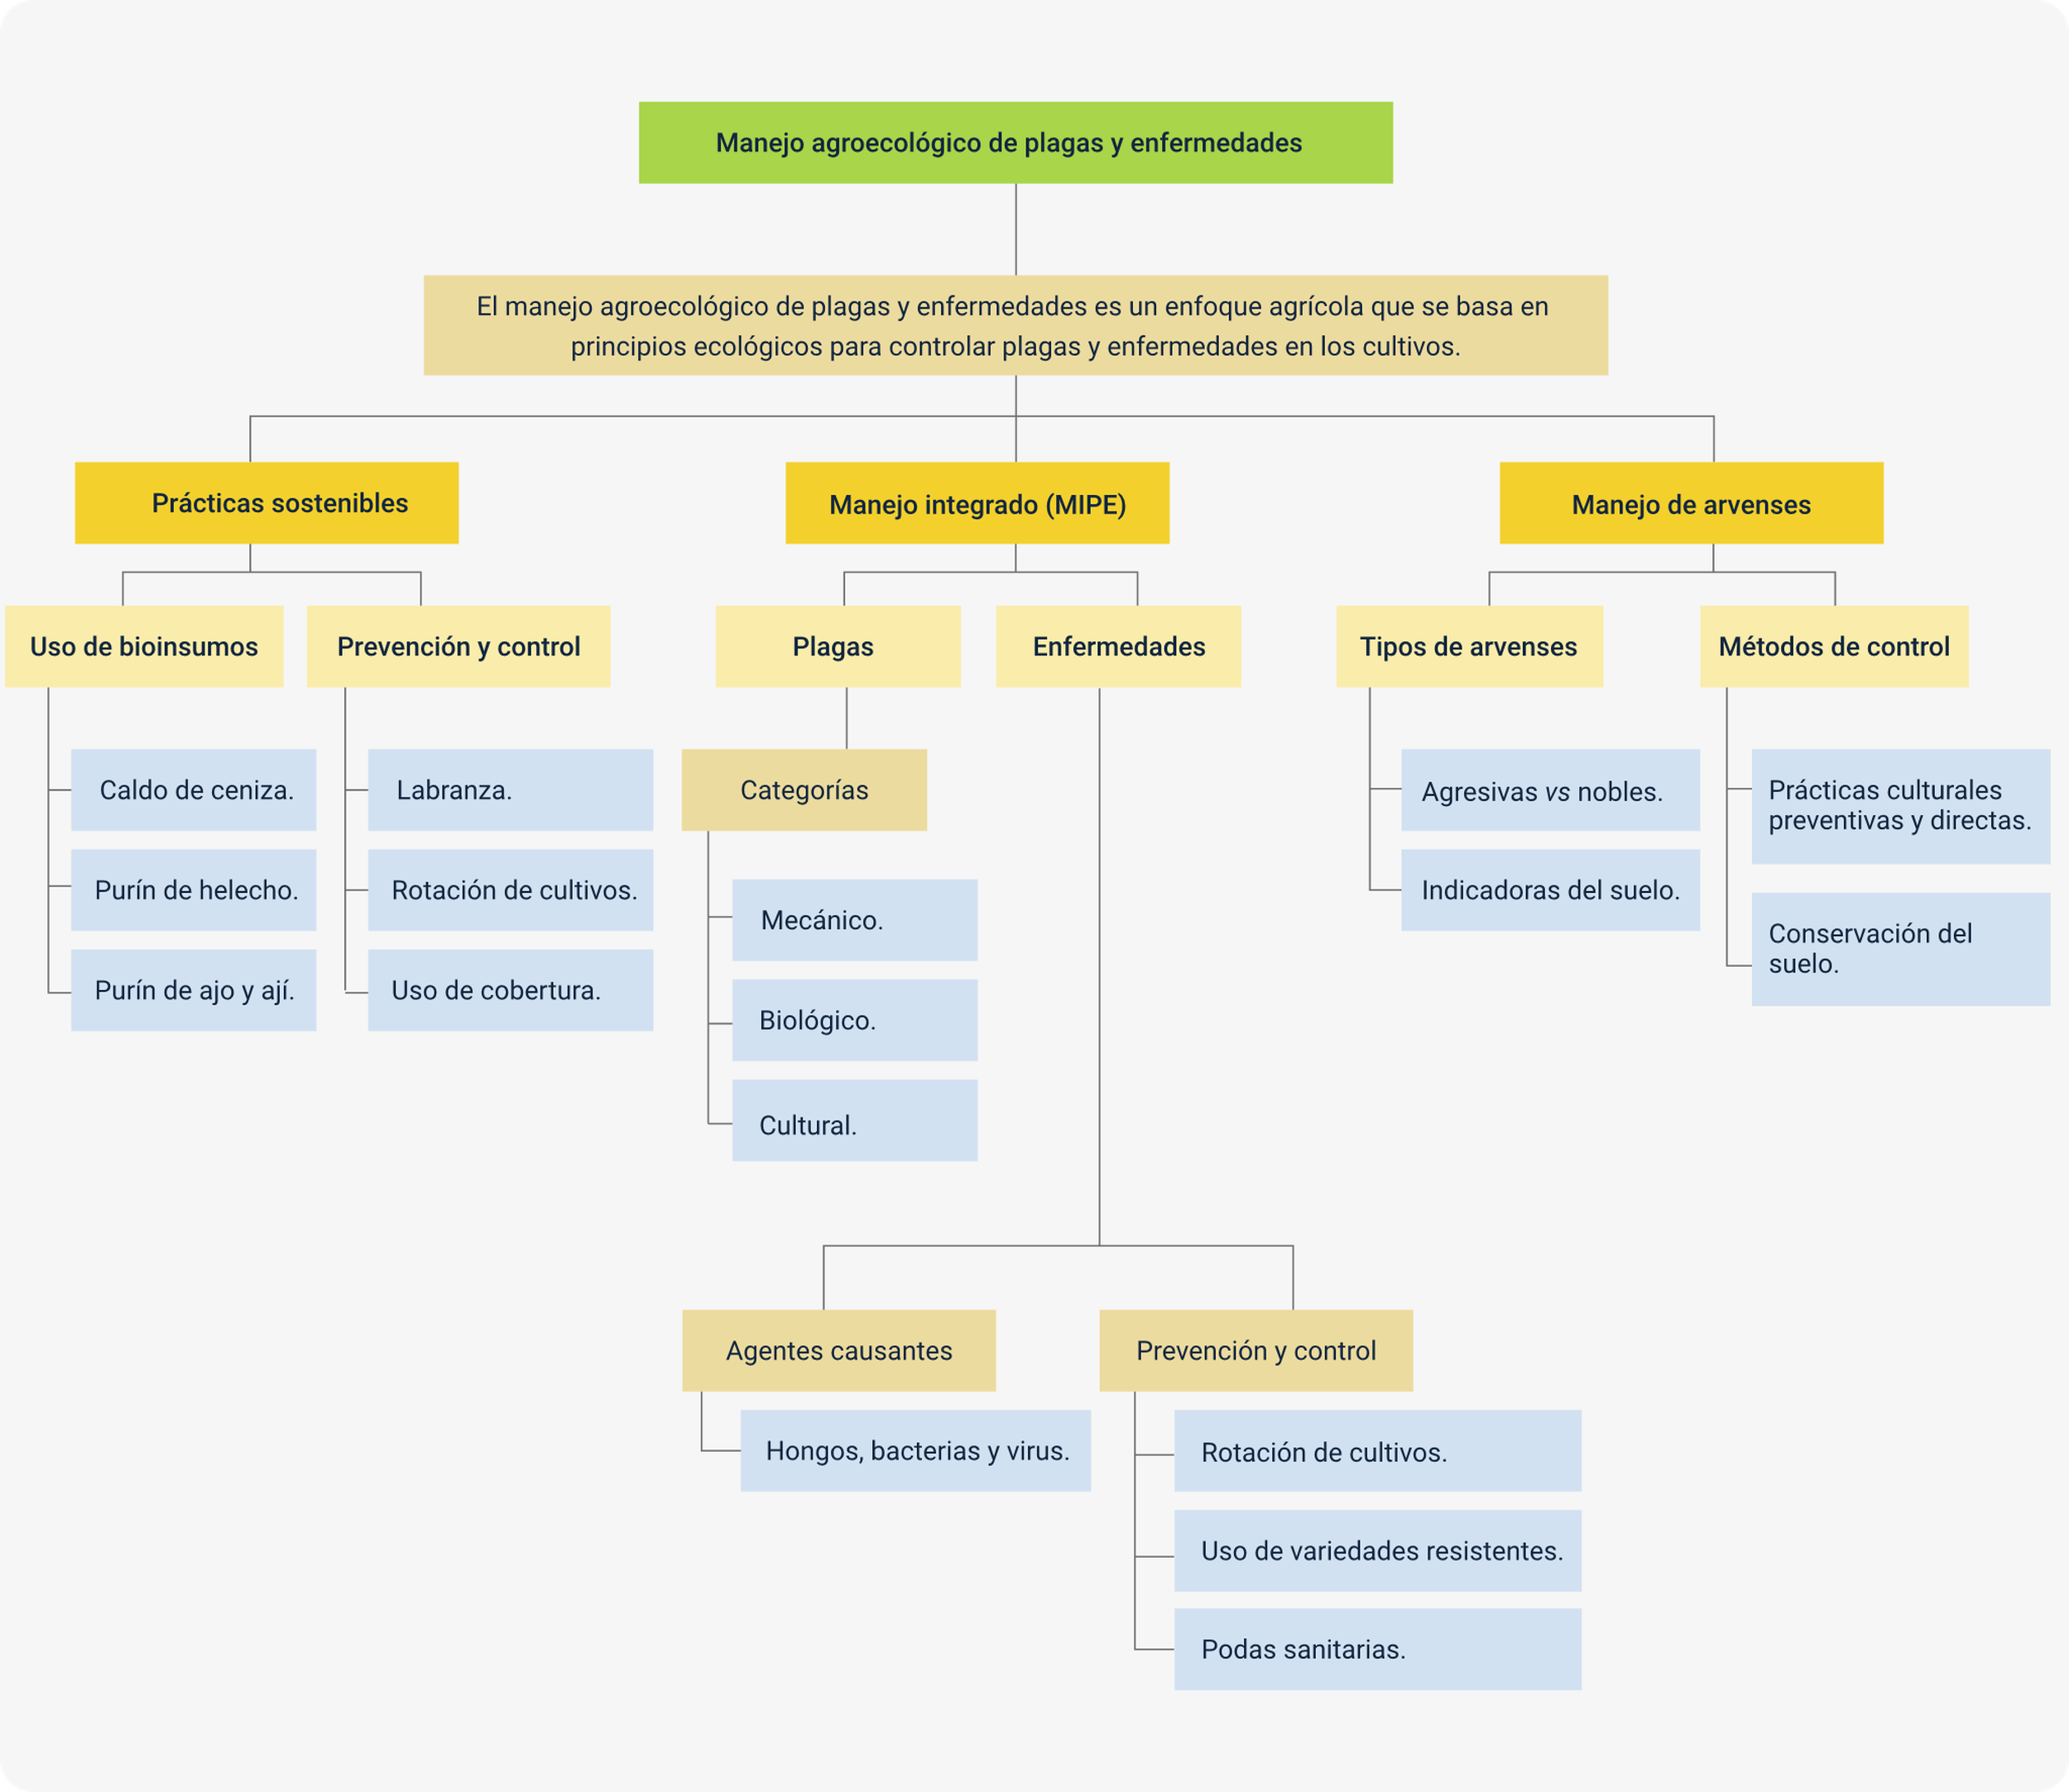 Manejo agroecológico de plagas y enfermedades
El manejo agroecológico de plagas y enfermedades es un enfoque agrícola que se basa en
principios ecológicos para controlar plagas y enfermedades en los cultivos.
Prácticas sostenibles
Manejo integrado (MIPE)
Manejo de arvenses
Uso de bioinsumos
Prevención y control
Plagas
Enfermedades
Tipos de arvenses
Métodos de control
Caldo de ceniza.
Purín de helecho.
Purín de ajo y ají.
Labranza.
Rotación de cultivos.
Uso de cobertura.
Categorías
Mecánico.
Biológico.
Cultural.
Agresivas vs nobles.
Indicadoras del suelo.
Prácticas culturales
preventivas y directas.
Conservación del
suelo.
Agentes causantes
Hongos, bacterias y virus.
Prevención y control
Rotación de cultivos.
Uso de variedades resistentes.
Podas sanitarias.